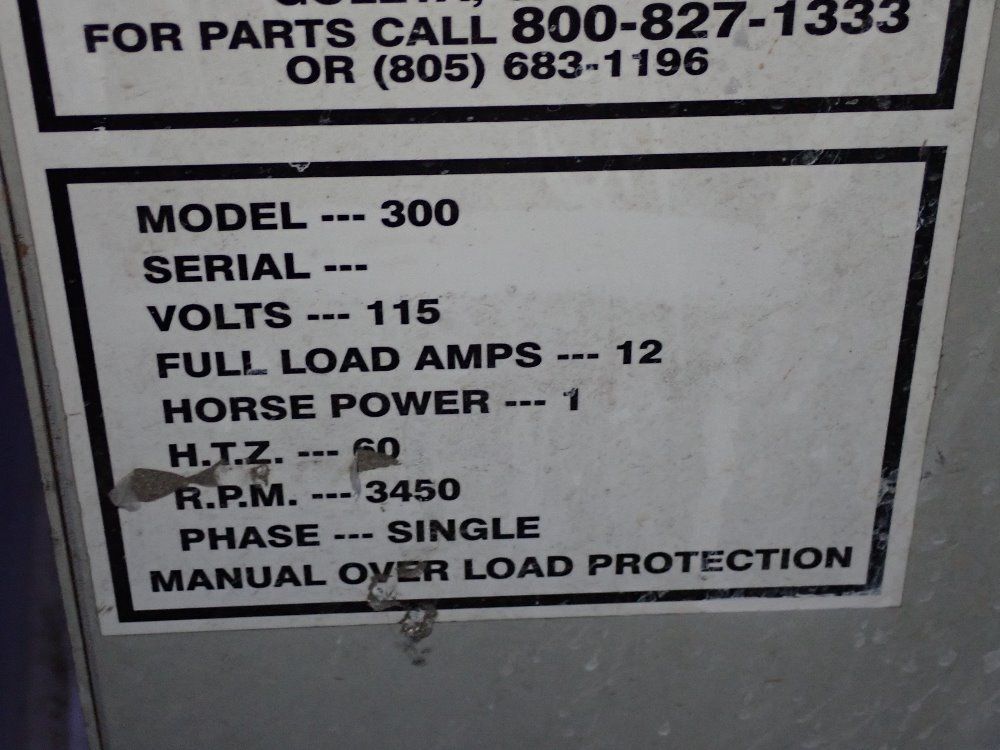 FOR PARTS CALL 800-827-1333
OR (805) 683-1196
MODEL --- 300
SERIAL ---
VOLTS --- 115
FULL LOAD AMPS --- 12
HORSE POWER --- 1
H.T.Z. --- 60
R.P.M. --- 3450
PHASE --- SINGLE
MANUAL OVER LOAD PROTECTION